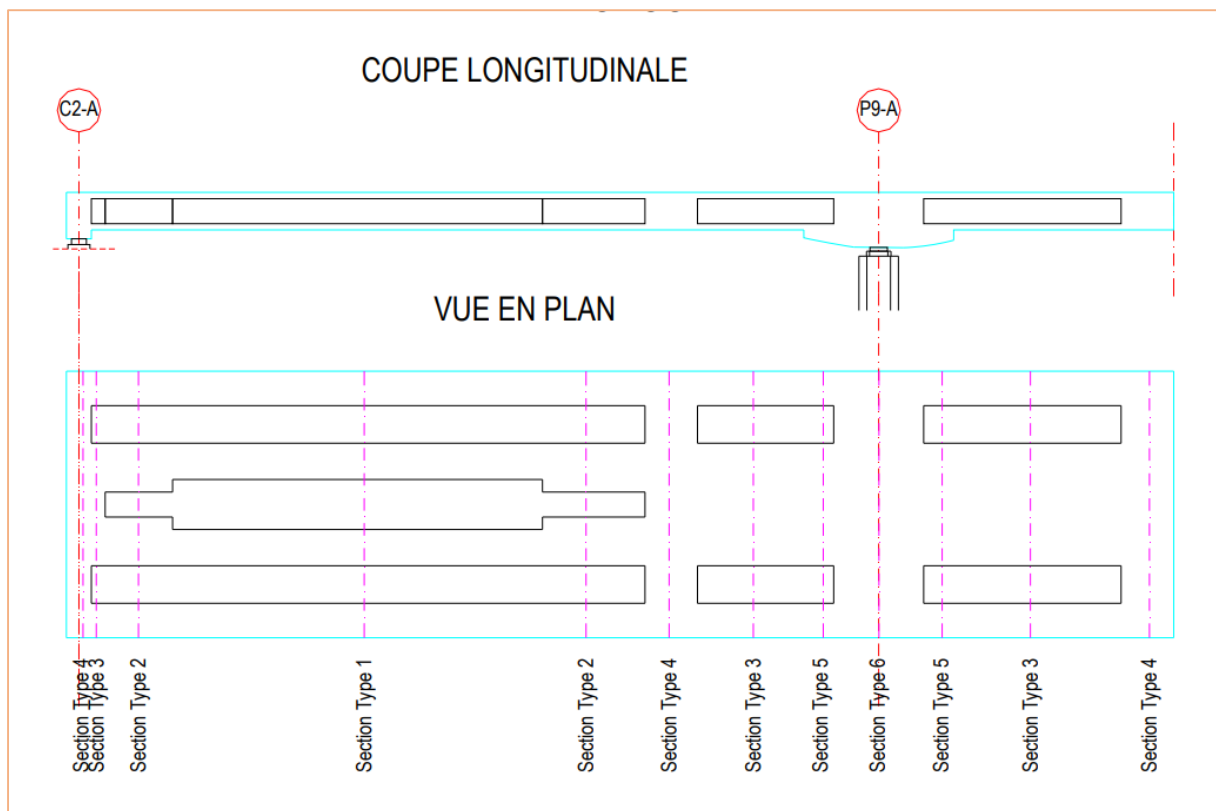 COUPE LONGITUDINALE
C2-A
P9-A
VUE EN PLAN
Section Type 4
Section Type 3
Section Type 2
Section Type 1
Section Type 2
Section Type 4
Section Type 3
Section Type 5
Section Type 6
Section Type 5
Section Type 3
Section Type 4